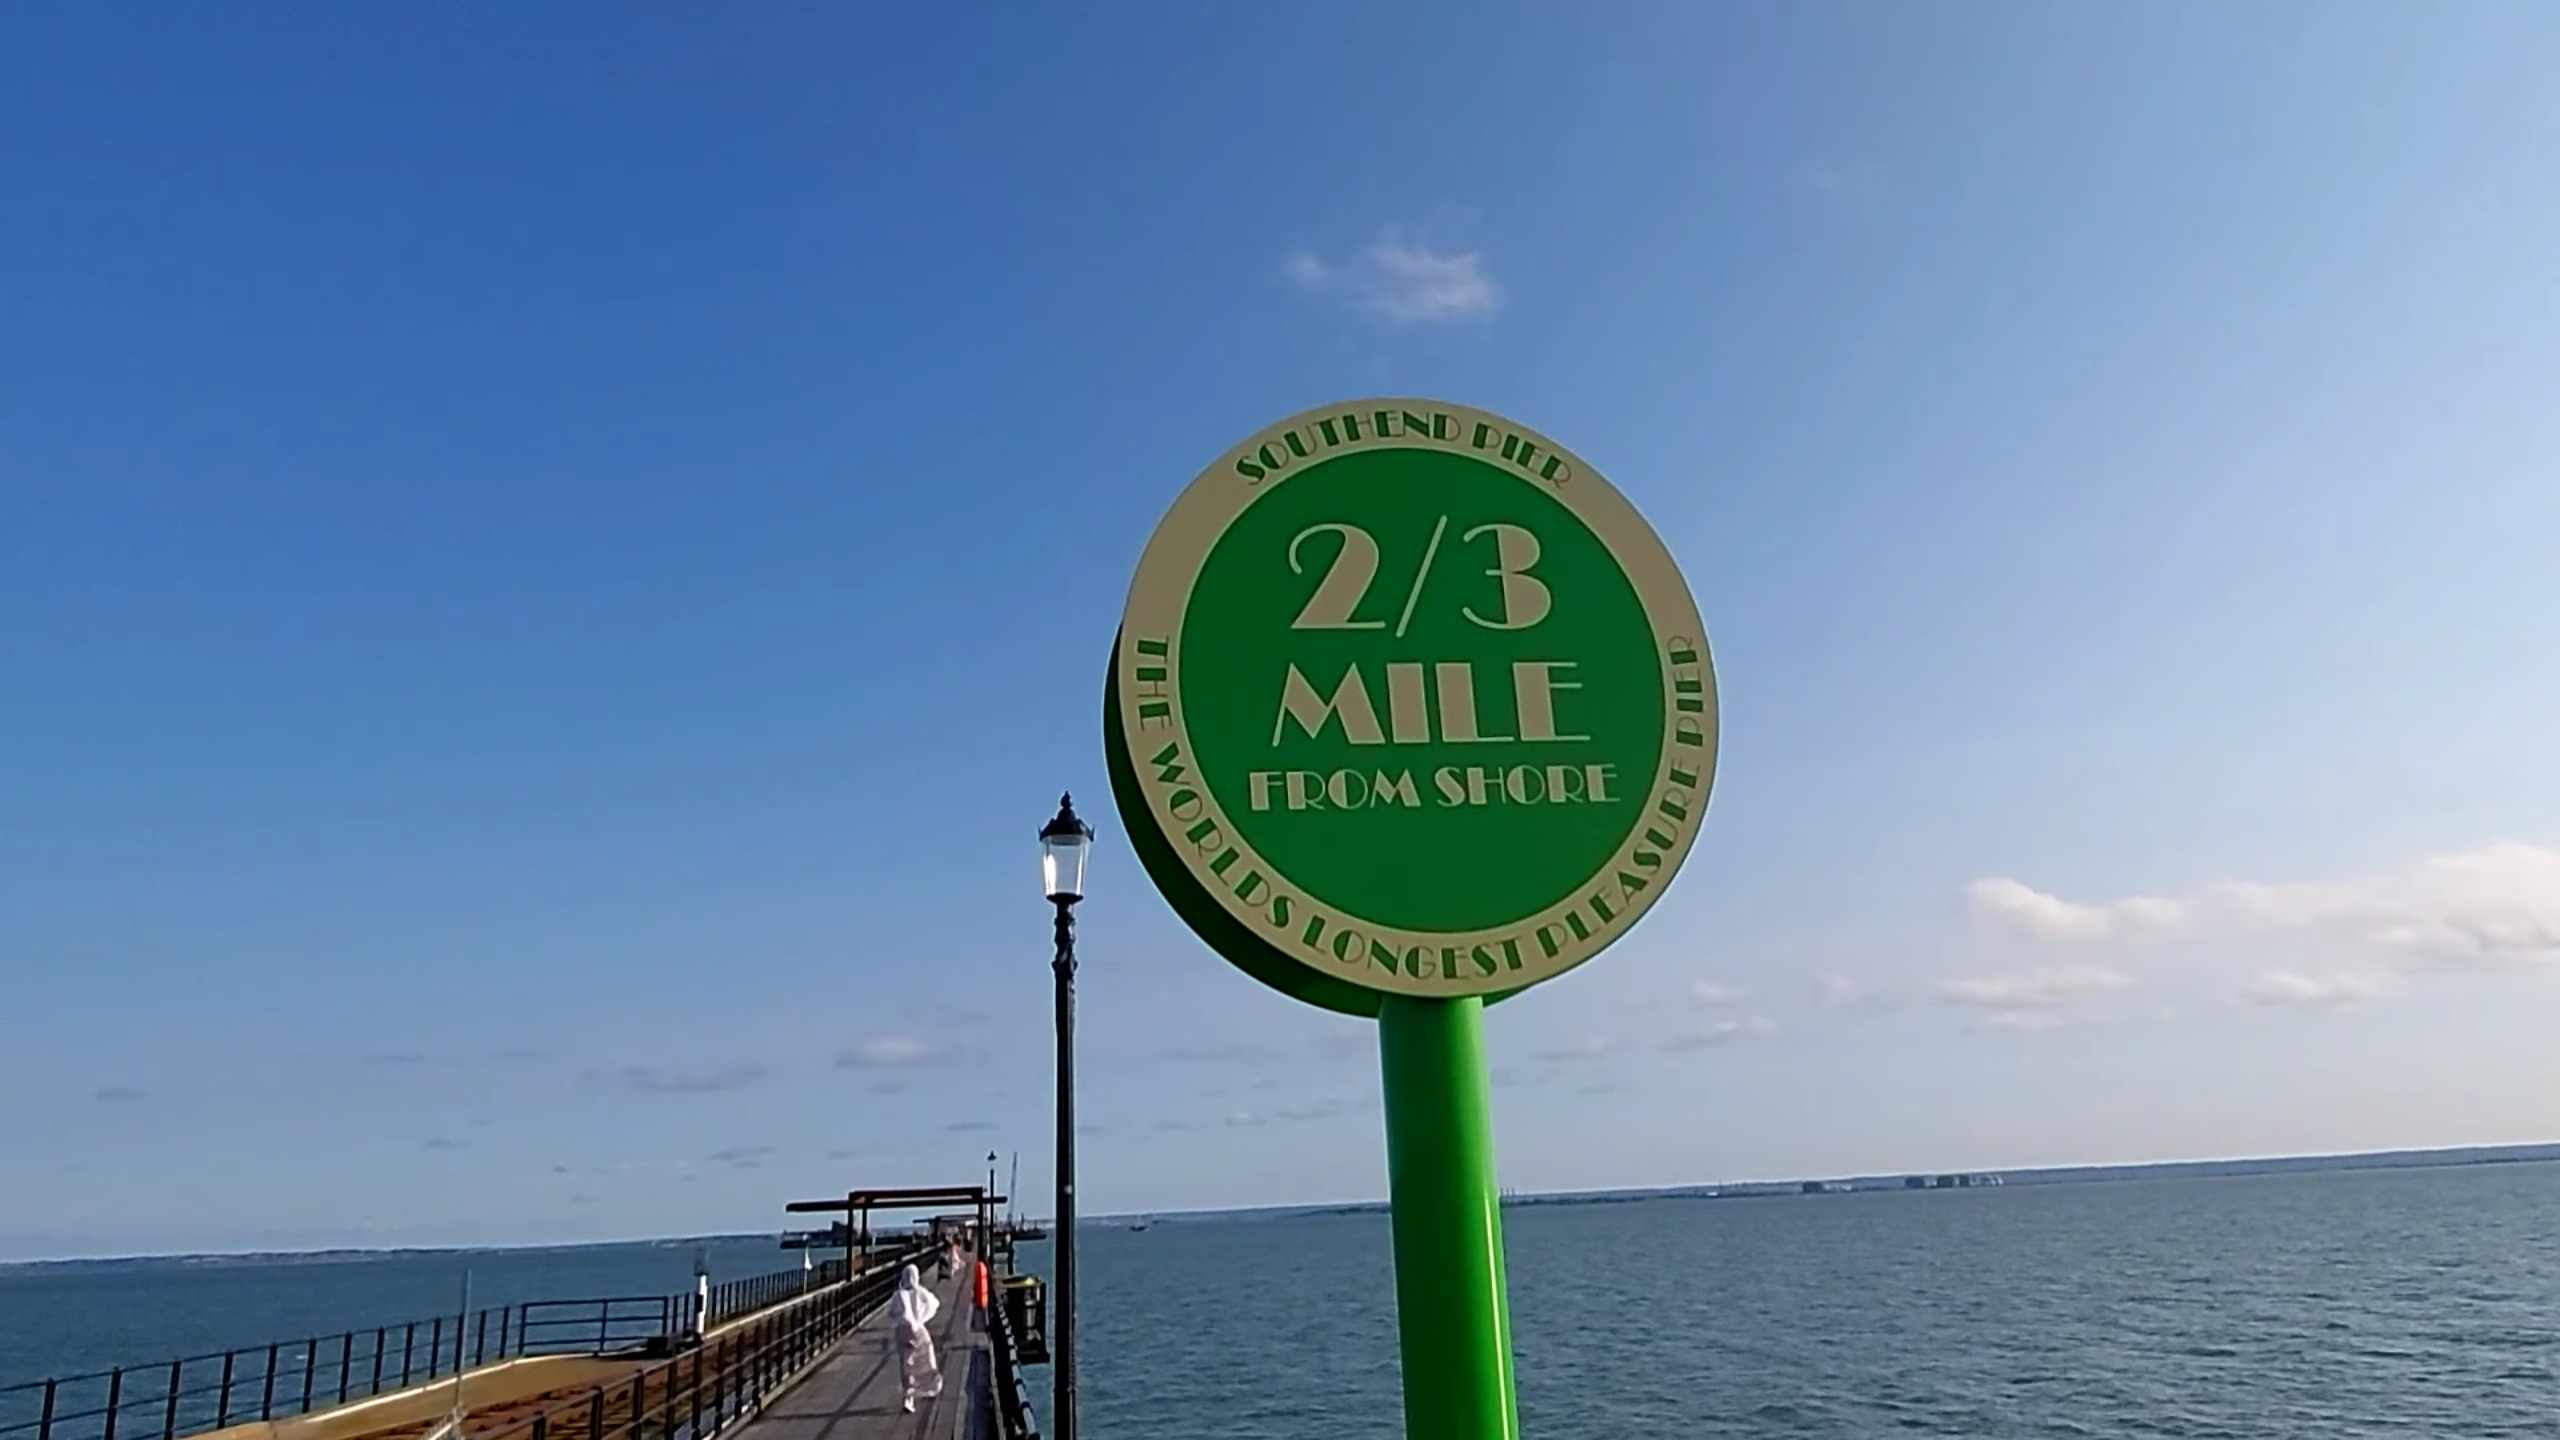 SOUTHEND PIER
2/3
MILE
FROM SHORE
THE WORLDS LONGEST PLEASURE PIER